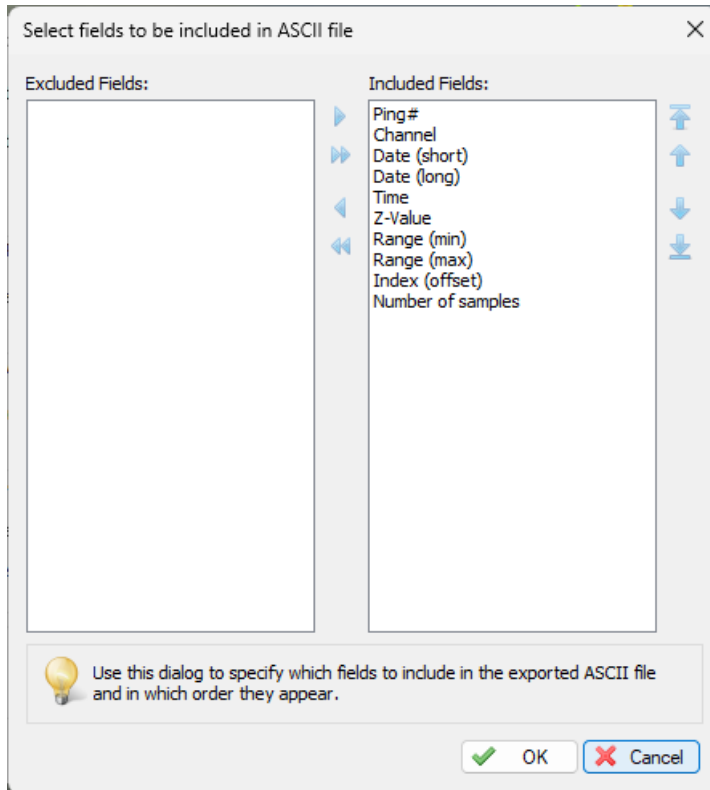 Select fields to be included in ASCII file
Excluded Fields:
Included Fields:
Ping#
Channel
Date (short)
Date (long)
Time
Z-Value
Range (min)
Range (max)
Index (offset)
Number of samples
Use this dialog to specify which fields to include in the exported ASCII file
and in which order they appear.
OK
Cancel